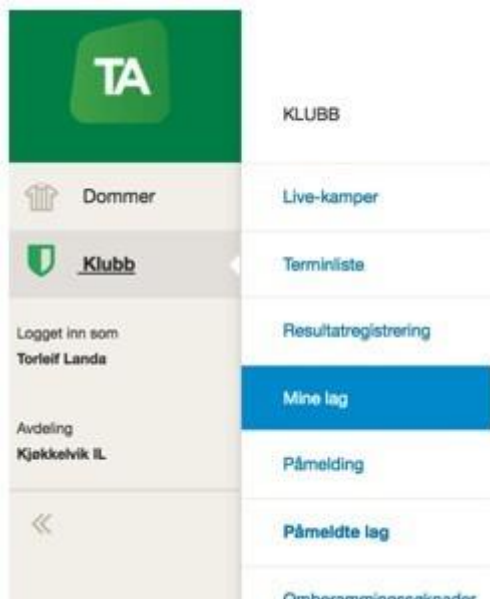 TA
Dommer
Klubb
Logget inn som
Torleif Landa
Avdeling
Kjøkkelvik IL
KLUBB
Live-kamper
Terminliste
Resultatregistrering
Mine lag
Påmelding
Påmeldte lag
Omberammingssøknader